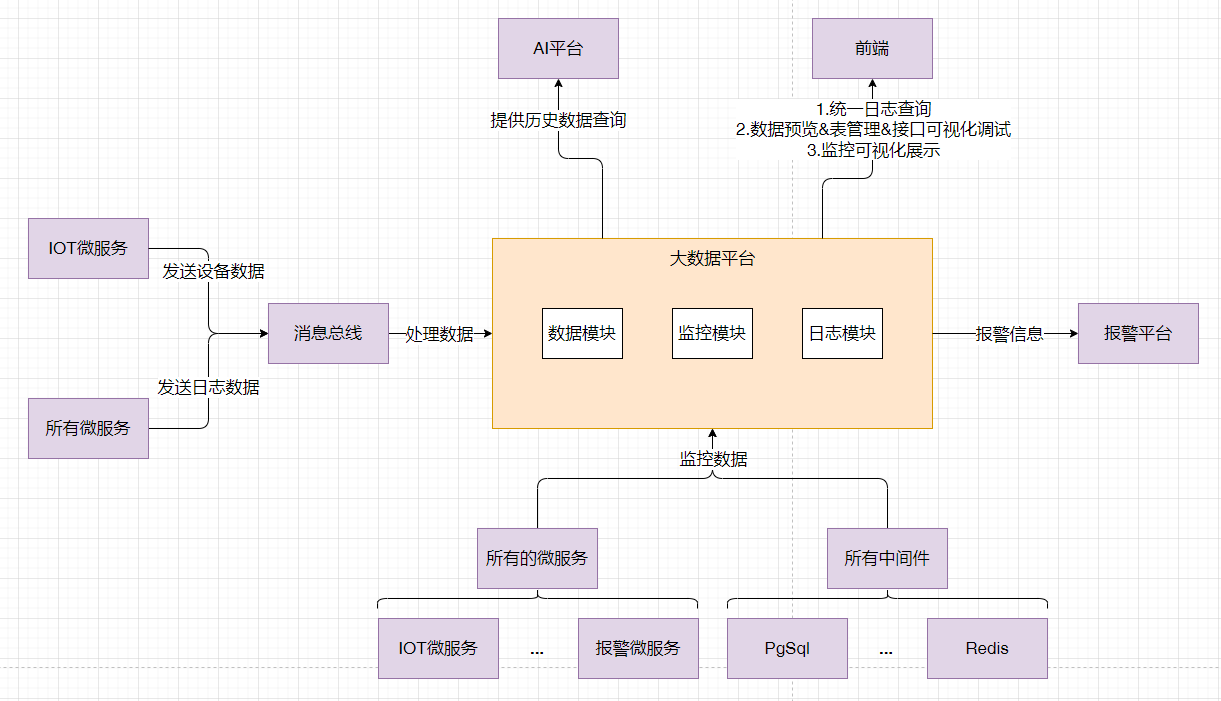 AI平台
前端
提供历史数据查询
1.统一日志查询
2.数据预览&表管理&接口可视化调试
3.监控可视化展示
IOT微服务
发送设备数据
大数据平台
消息总线
处理数据
数据模块
监控模块
日志模块
报警信息
报警平台
发送日志数据
所有微服务
监控数据
所有的微服务
所有中间件
IOT微服务
...
报警微服务
PgSql
...
Redis